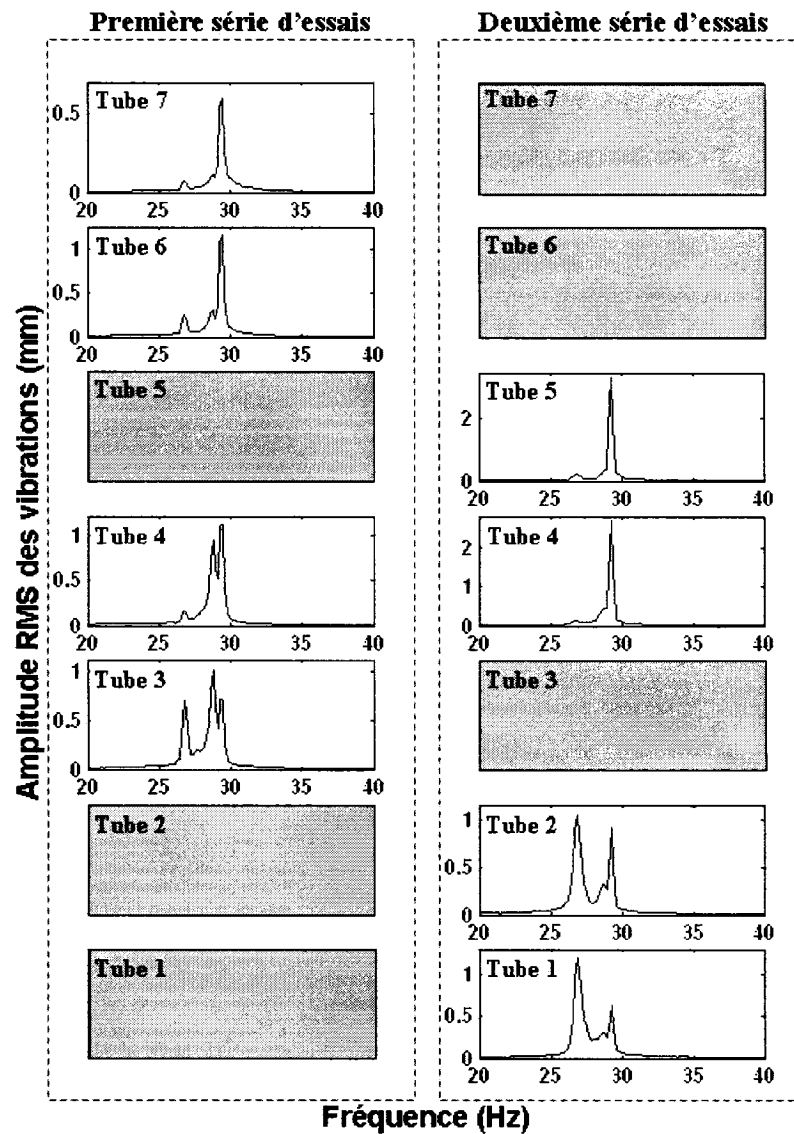 Première série d'essais
Deuxième série d'essais
Amplitude RMS des vibrations (mm)
Tube 7
0.5
0
20 25 30 35 40
Tube 6
1
0.5
0
20 25 30 35 40
Tube 5
Tube 4
1
0.5
0
20 25 30 35 40
Tube 3
1
0.5
0
20 25 30 35 40
Tube 2
Tube 1
Tube 7
Tube 6
Tube 5
2
0
20 25 30 35 40
Tube 4
2
1
0
20 25 30 35 40
Tube 3
Tube 2
1
0.5
0
20 25 30 35 40
Tube 1
1
0.5
0
20 25 30 35 40
Fréquence (Hz)